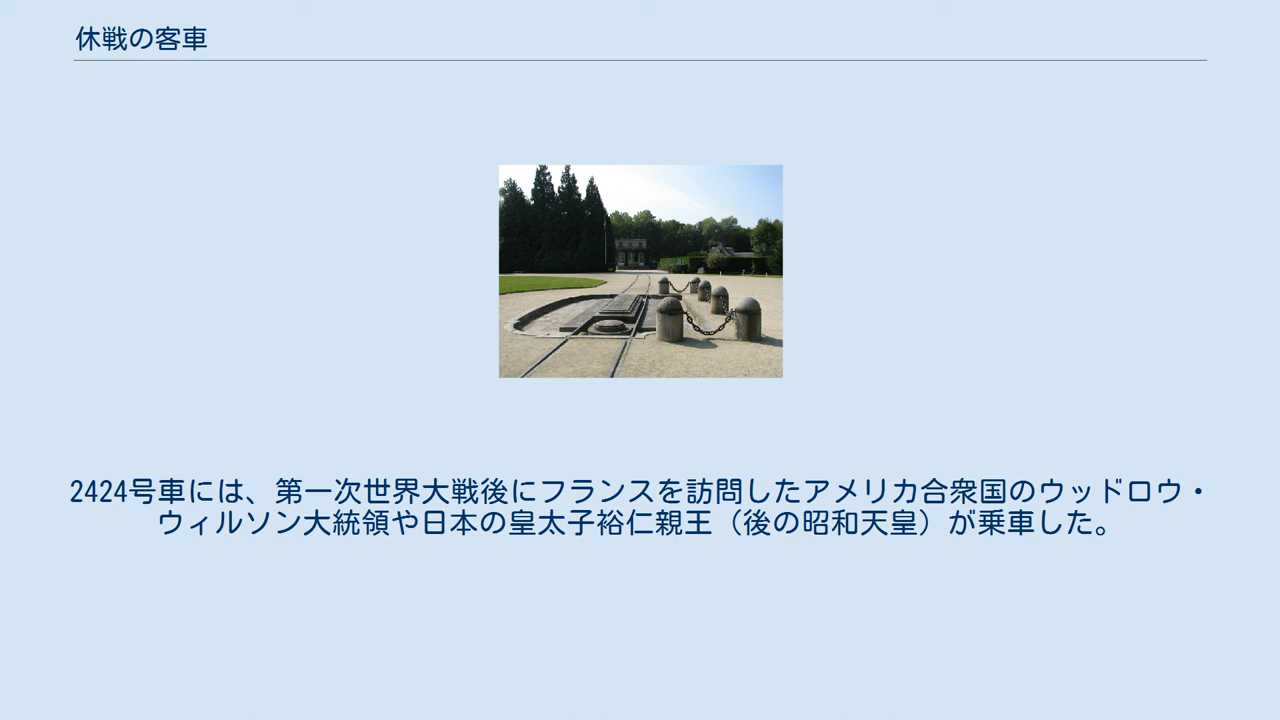 休戦の客車
2424号車には、第一次世界大戦後にフランスを訪問したアメリカ合衆国のウッドロウ・
ウィルソン大統領や日本の皇太子裕仁親王（後の昭和天皇）が乗車した。